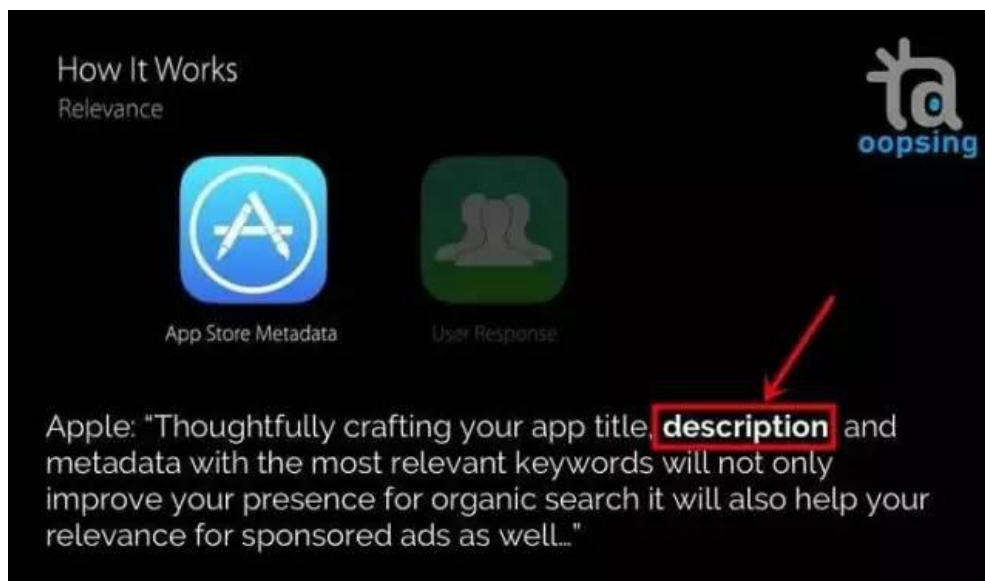 How It Works
Relevance
oopsing
App Store Metadata
User Response
Apple: “Thoughtfully crafting your app title, description and
metadata with the most relevant keywords will not only
improve your presence for organic search it will also help your
relevance for sponsored ads as well…”